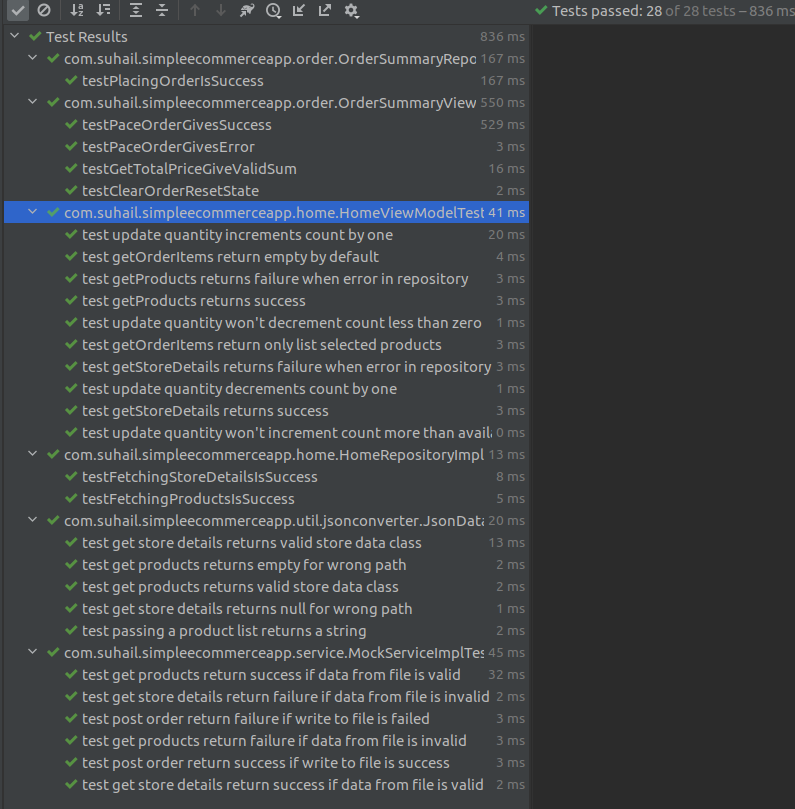 Tests passed: 28 of 28 tests – 836 ms
Test Results 836 ms
com.suhail.simpleecommerceapp.order.OrderSummaryRepo 167 ms
testPlacingOrderIsSuccess 167 ms
com.suhail.simpleecommerceapp.order.OrderSummaryView 550 ms
testPaceOrderGivesSuccess 529 ms
testPaceOrderGivesError 3 ms
testGetTotalPriceGiveValidSum 16 ms
testClearOrderResetState 2 ms
com.suhail.simpleecommerceapp.home.HomeViewModelTest 41 ms
test update quantity increments count by one 20 ms
test getOrderItems return empty by default 4 ms
test getProducts returns failure when error in repository 3 ms
test getProducts returns success 3 ms
test update quantity won't decrement count less than zero 1 ms
test getOrderItems return only list selected products 3 ms
test getStoreDetails returns failure when error in repository 3 ms
test update quantity decrements count by one 1 ms
test getStoreDetails returns success 3 ms
test update quantity won't increment count more than avail 0 ms
com.suhail.simpleecommerceapp.home.HomeRepositoryImpl 13 ms
testFetchingStoreDetailsIsSuccess 8 ms
testFetchingProductsIsSuccess 5 ms
com.suhail.simpleecommerceapp.util.jsonconverter.JsonData 20 ms
test get store details returns valid store data class 13 ms
test get products returns empty for wrong path 2 ms
test get products returns valid store data class 2 ms
test get store details returns null for wrong path 1 ms
test passing a product list returns a string 2 ms
com.suhail.simpleecommerceapp.service.MockServiceImplTes 45 ms
test get products return success if data from file is valid 32 ms
test get store details return failure if data from file is invalid 2 ms
test post order return failure if write to file is failed 3 ms
test get products return failure if data from file is invalid 3 ms
test post order return success if write to file is success 3 ms
test get store details return success if data from file is valid 2 ms